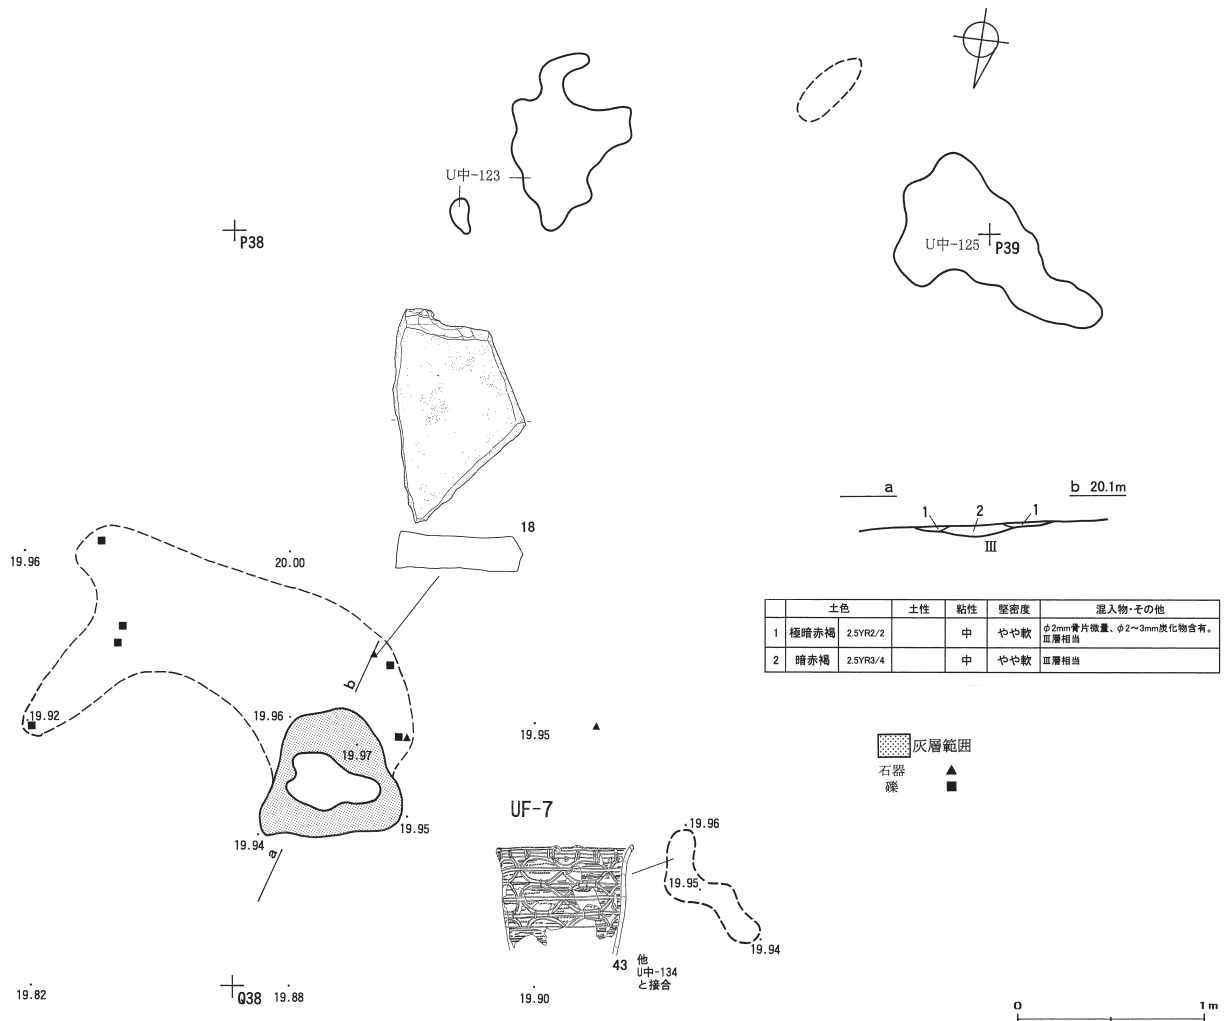 U中-123
P38
U中-125
P39
18
a
b 20.1m
1
2
1
Ⅲ
19.96
20.00
土色 土性 粘性 堅密度 混入物・その他
1 極暗赤褐 2.5YR2/2 中 やや軟 φ2mm骨片微量、φ2～3mm炭化物含有。
Ⅲ層相当
2 暗赤褐 2.5YR3/4 中 やや軟 Ⅲ層相当
b
19.92
19.96
19.97
19.95
灰層範囲
石器 ▲
礫 ■
UF-7
19.94
19.95
a
19.96
19.95
19.94
43
他
U中-134
と接合
19.82
Q38
19.88
19.90
0
1m